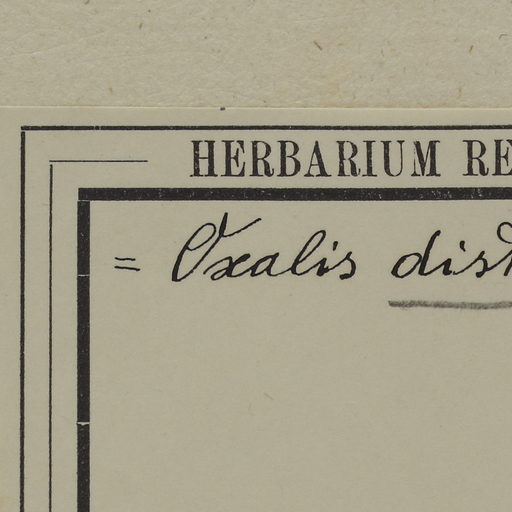 HERBARIUM RE
= Oxalis dist